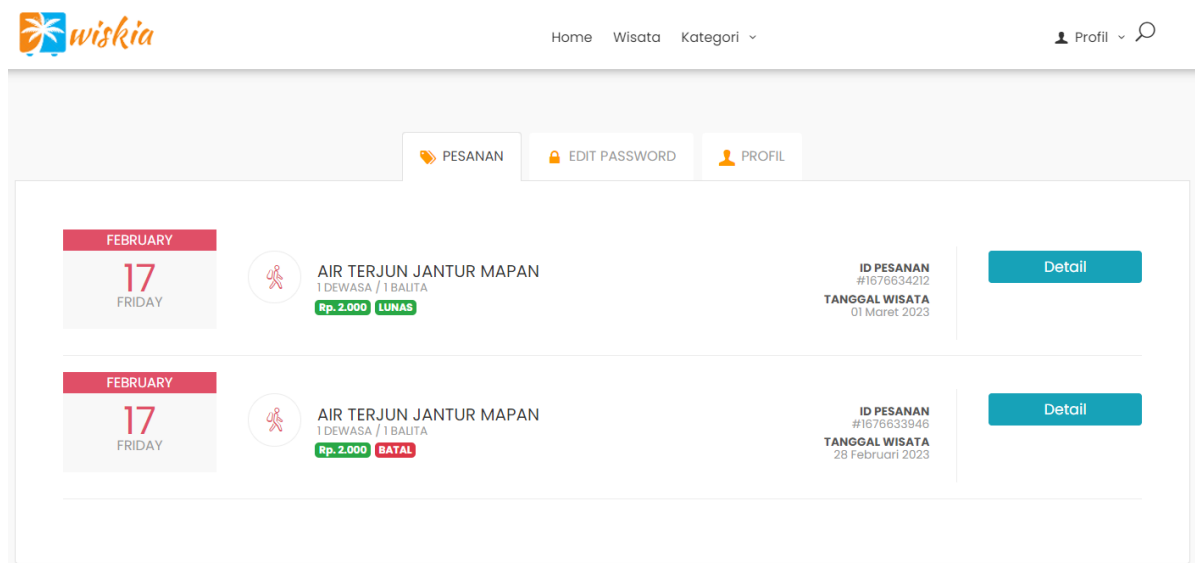 wiskia
Home Wisata Kategori
Profil
PESANAN
EDIT PASSWORD
PROFIL
FEBRUARY
17
FRIDAY
AIR TERJUN JANTUR MAPAN
1 DEWASA / 1 BALITA
Rp. 2.000 LUNAS
ID PESANAN
#1676634212
TANGGAL WISATA
01 Maret 2023
Detail
FEBRUARY
17
FRIDAY
AIR TERJUN JANTUR MAPAN
1 DEWASA / 1 BALITA
Rp. 2.000 BATAL
ID PESANAN
#1676633946
TANGGAL WISATA
28 Februari 2023
Detail